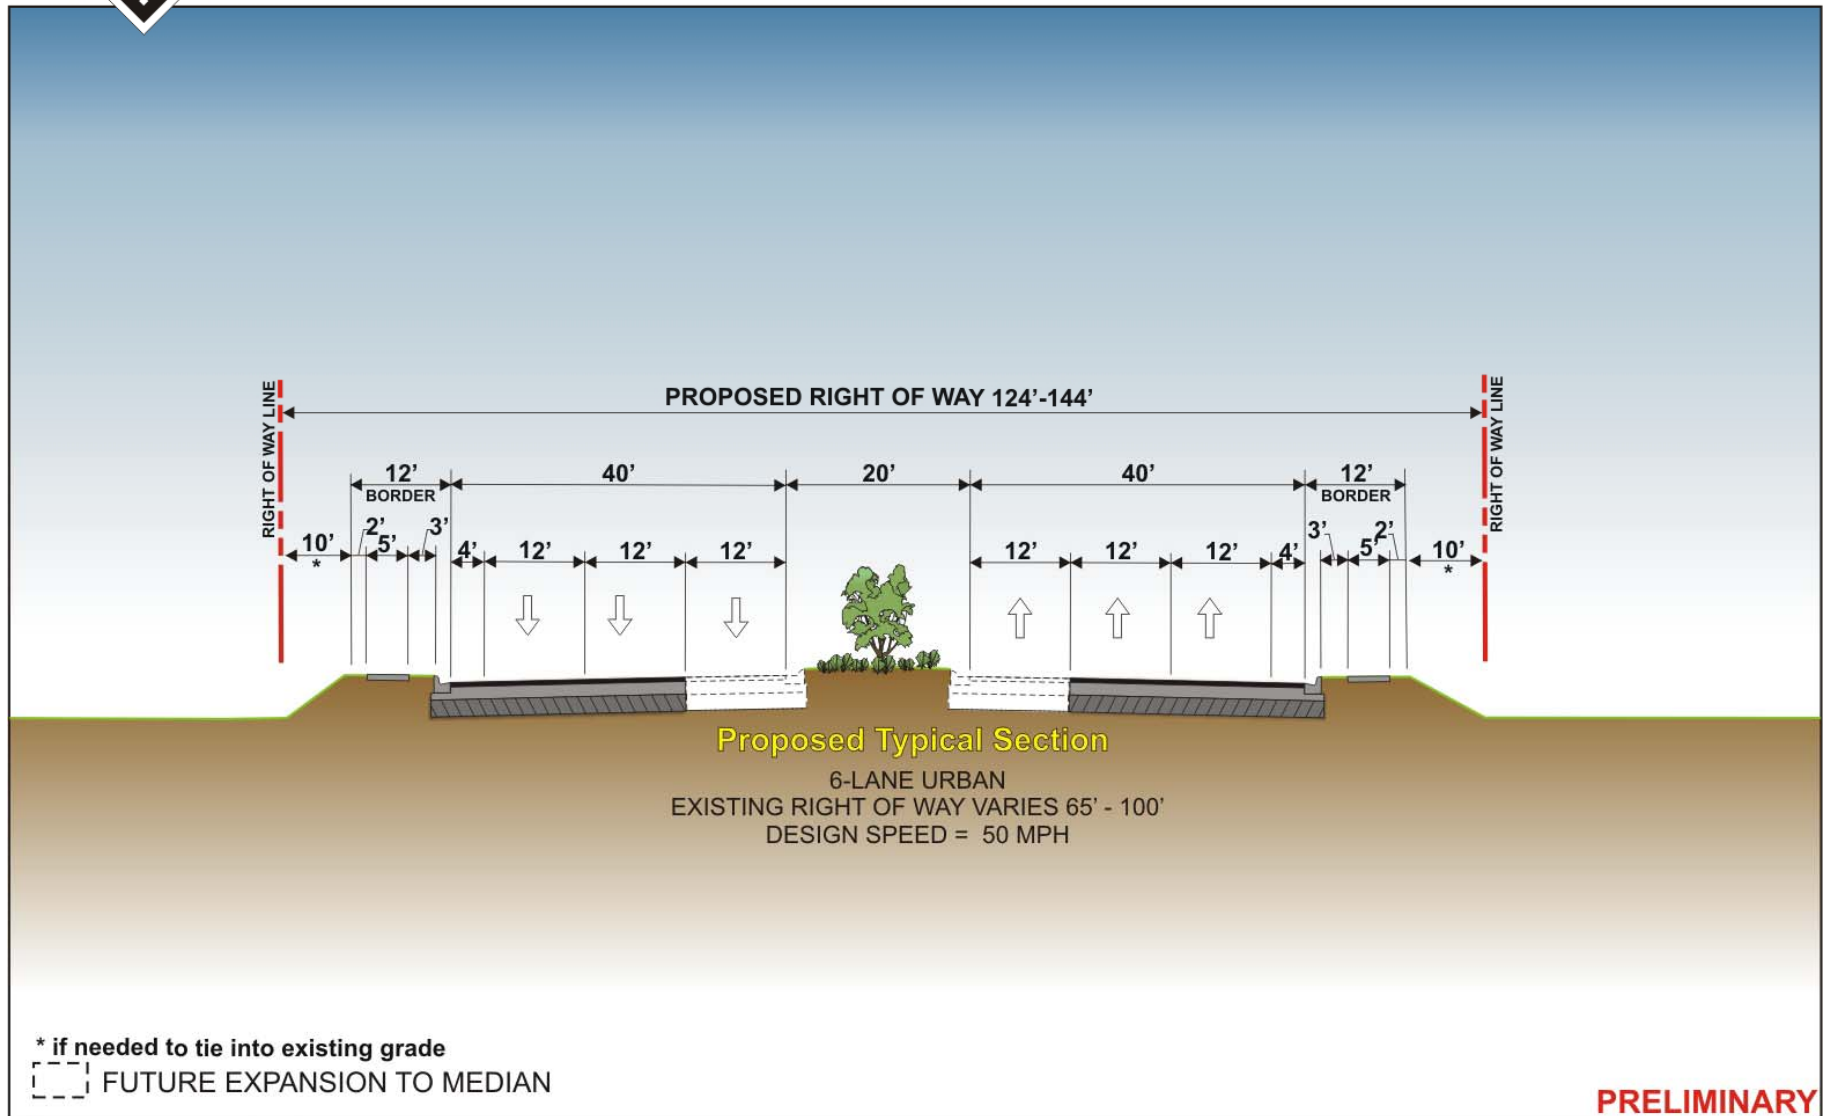 PROPOSED RIGHT OF WAY 124'-144'
RIGHT OF WAY LINE
RIGHT OF WAY LINE
12' 40' 20' 40' 12'
BORDER BORDER
2' 3' 3' 2'
10' 5' 4' 12' 12' 12' 12' 12' 12' 4' 5' 10'
* *
Proposed Typical Section
6-LANE URBAN
EXISTING RIGHT OF WAY VARIES 65' - 100'
DESIGN SPEED = 50 MPH
* if needed to tie into existing grade
FUTURE EXPANSION TO MEDIAN
PRELIMINARY